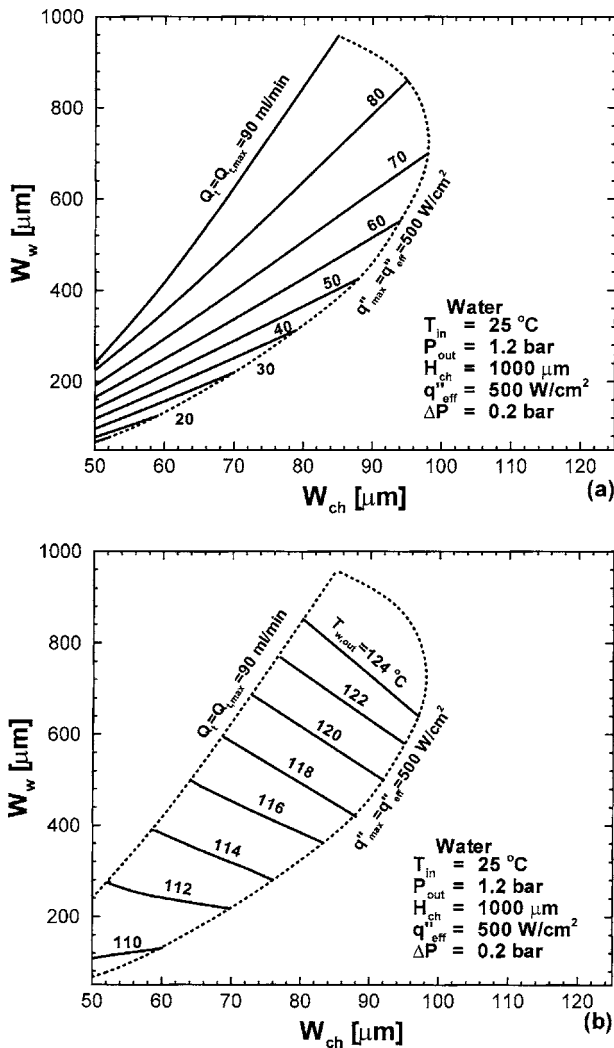 1000
800
600
400
200
W_w [μm]
Q_t=Q_t,max=90 ml/min
80
70
60
50
40
30
20
q"_max=q"_eff=500 W/cm²
Water
T_in = 25 °C
P_out = 1.2 bar
H_ch = 1000 μm
q"_eff = 500 W/cm²
ΔP = 0.2 bar
50 60 70 80 90 100 110 120
W_ch [μm]
(a)
1000
800
600
400
200
W_w [μm]
Q_t=Q_t,max=90 ml/min
T_w,out=124 °C
122
120
118
116
114
112
110
q"_max=q"_eff=500 W/cm²
Water
T_in = 25 °C
P_out = 1.2 bar
H_ch = 1000 μm
q"_eff = 500 W/cm²
ΔP = 0.2 bar
50 60 70 80 90 100 110 120
W_ch [μm]
(b)